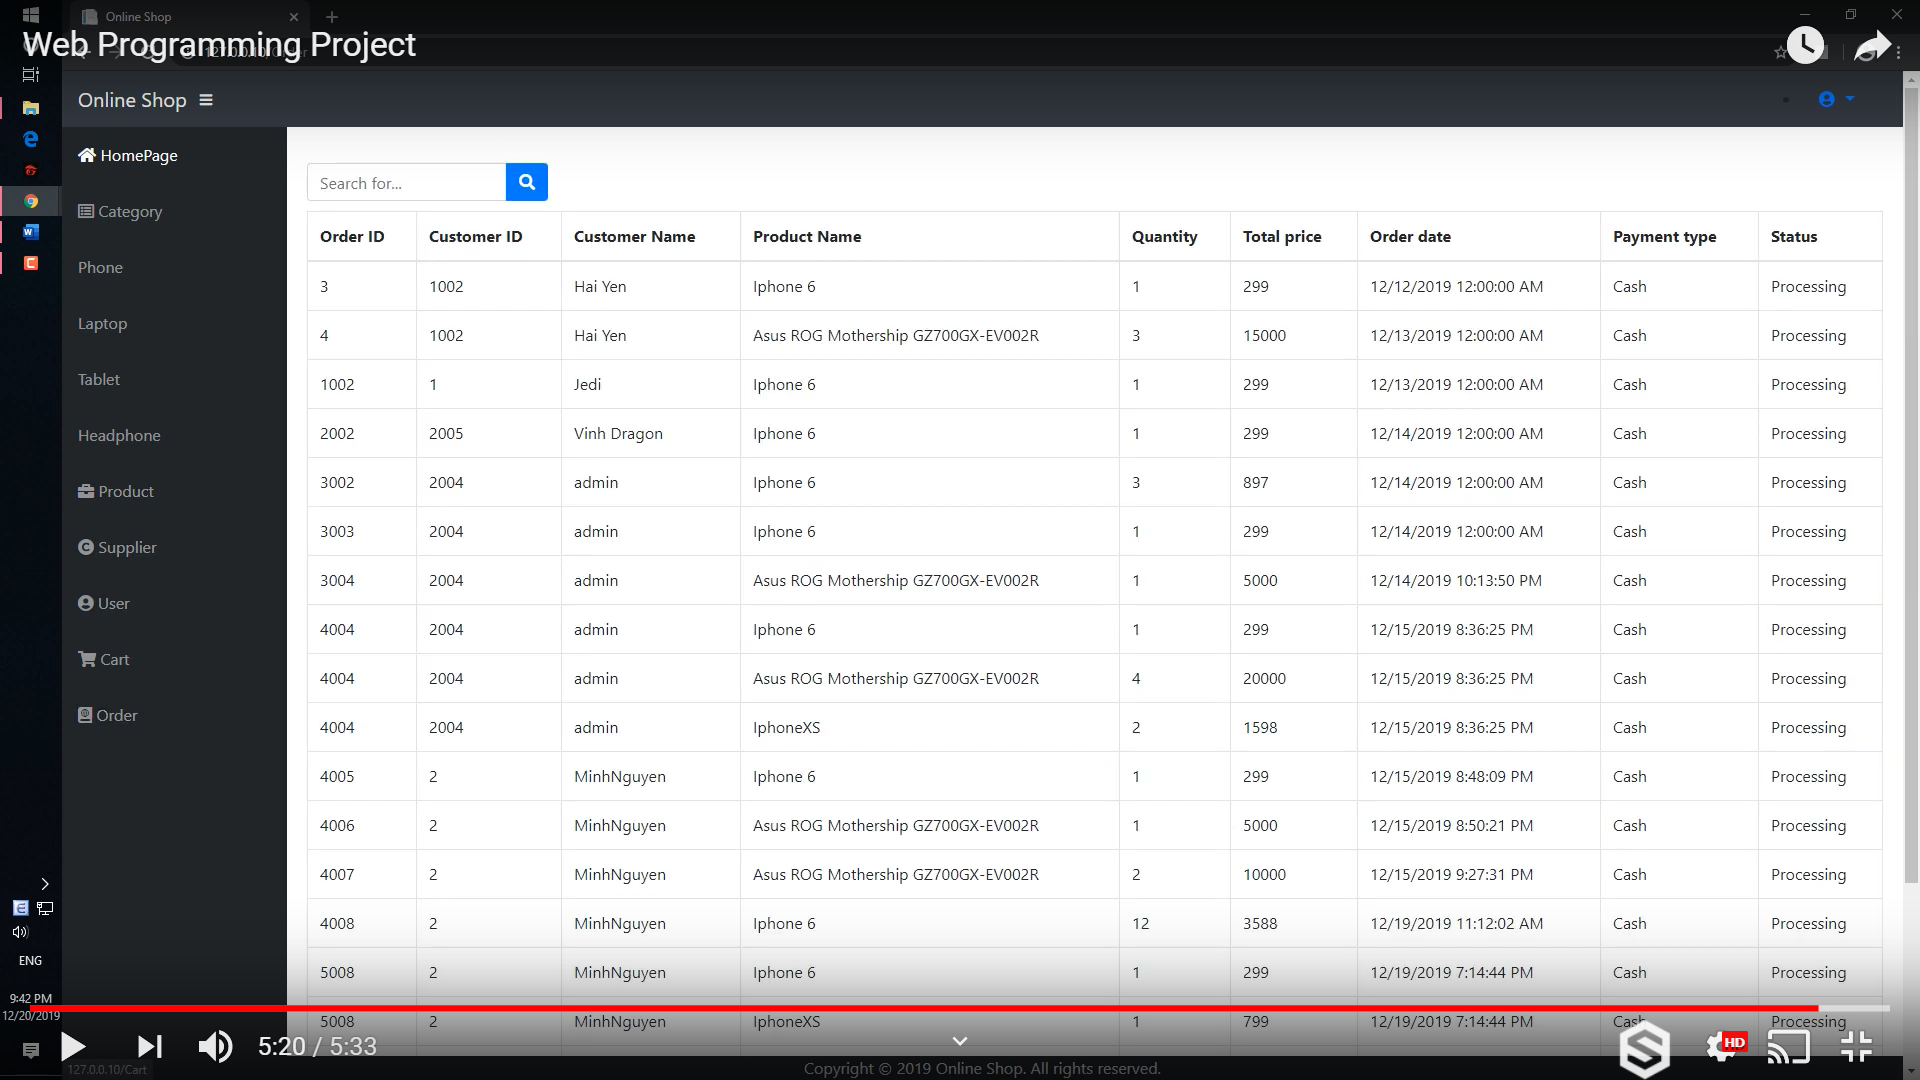 Online Shop
Web Programming Project
Online Shop
HomePage
Category
Phone
Laptop
Tablet
Headphone
Product
Supplier
User
Cart
Order
Search for...
Order ID Customer ID Customer Name Product Name Quantity Total price Order date Payment type Status
3 1002 Hai Yen Iphone 6 1 299 12/12/2019 12:00:00 AM Cash Processing
4 1002 Hai Yen Asus ROG Mothership GZ700GX-EV002R 3 15000 12/13/2019 12:00:00 AM Cash Processing
1002 1 Jedi Iphone 6 1 299 12/13/2019 12:00:00 AM Cash Processing
2002 2005 Vinh Dragon Iphone 6 1 299 12/14/2019 12:00:00 AM Cash Processing
3002 2004 admin Iphone 6 3 897 12/14/2019 12:00:00 AM Cash Processing
3003 2004 admin Iphone 6 1 299 12/14/2019 12:00:00 AM Cash Processing
3004 2004 admin Asus ROG Mothership GZ700GX-EV002R 1 5000 12/14/2019 10:13:50 PM Cash Processing
4004 2004 admin Iphone 6 1 299 12/15/2019 8:36:25 PM Cash Processing
4004 2004 admin Asus ROG Mothership GZ700GX-EV002R 4 20000 12/15/2019 8:36:25 PM Cash Processing
4004 2004 admin IphoneXS 2 1598 12/15/2019 8:36:25 PM Cash Processing
4005 2 MinhNguyen Iphone 6 1 299 12/15/2019 8:48:09 PM Cash Processing
4006 2 MinhNguyen Asus ROG Mothership GZ700GX-EV002R 1 5000 12/15/2019 8:50:21 PM Cash Processing
4007 2 MinhNguyen Asus ROG Mothership GZ700GX-EV002R 2 10000 12/15/2019 9:27:31 PM Cash Processing
4008 2 MinhNguyen Iphone 6 12 3588 12/19/2019 11:12:02 AM Cash Processing
5008 2 MinhNguyen Iphone 6 1 299 12/19/2019 7:14:44 PM Cash Processing
5008 2 MinhNguyen IphoneXS 1 799 12/19/2019 7:14:44 PM Cash Processing
ENG
9:42 PM
12/20/2019
5:20 / 5:33
HD
127.0.0.10/Cart
Copyright © 2019 Online Shop. All rights reserved.